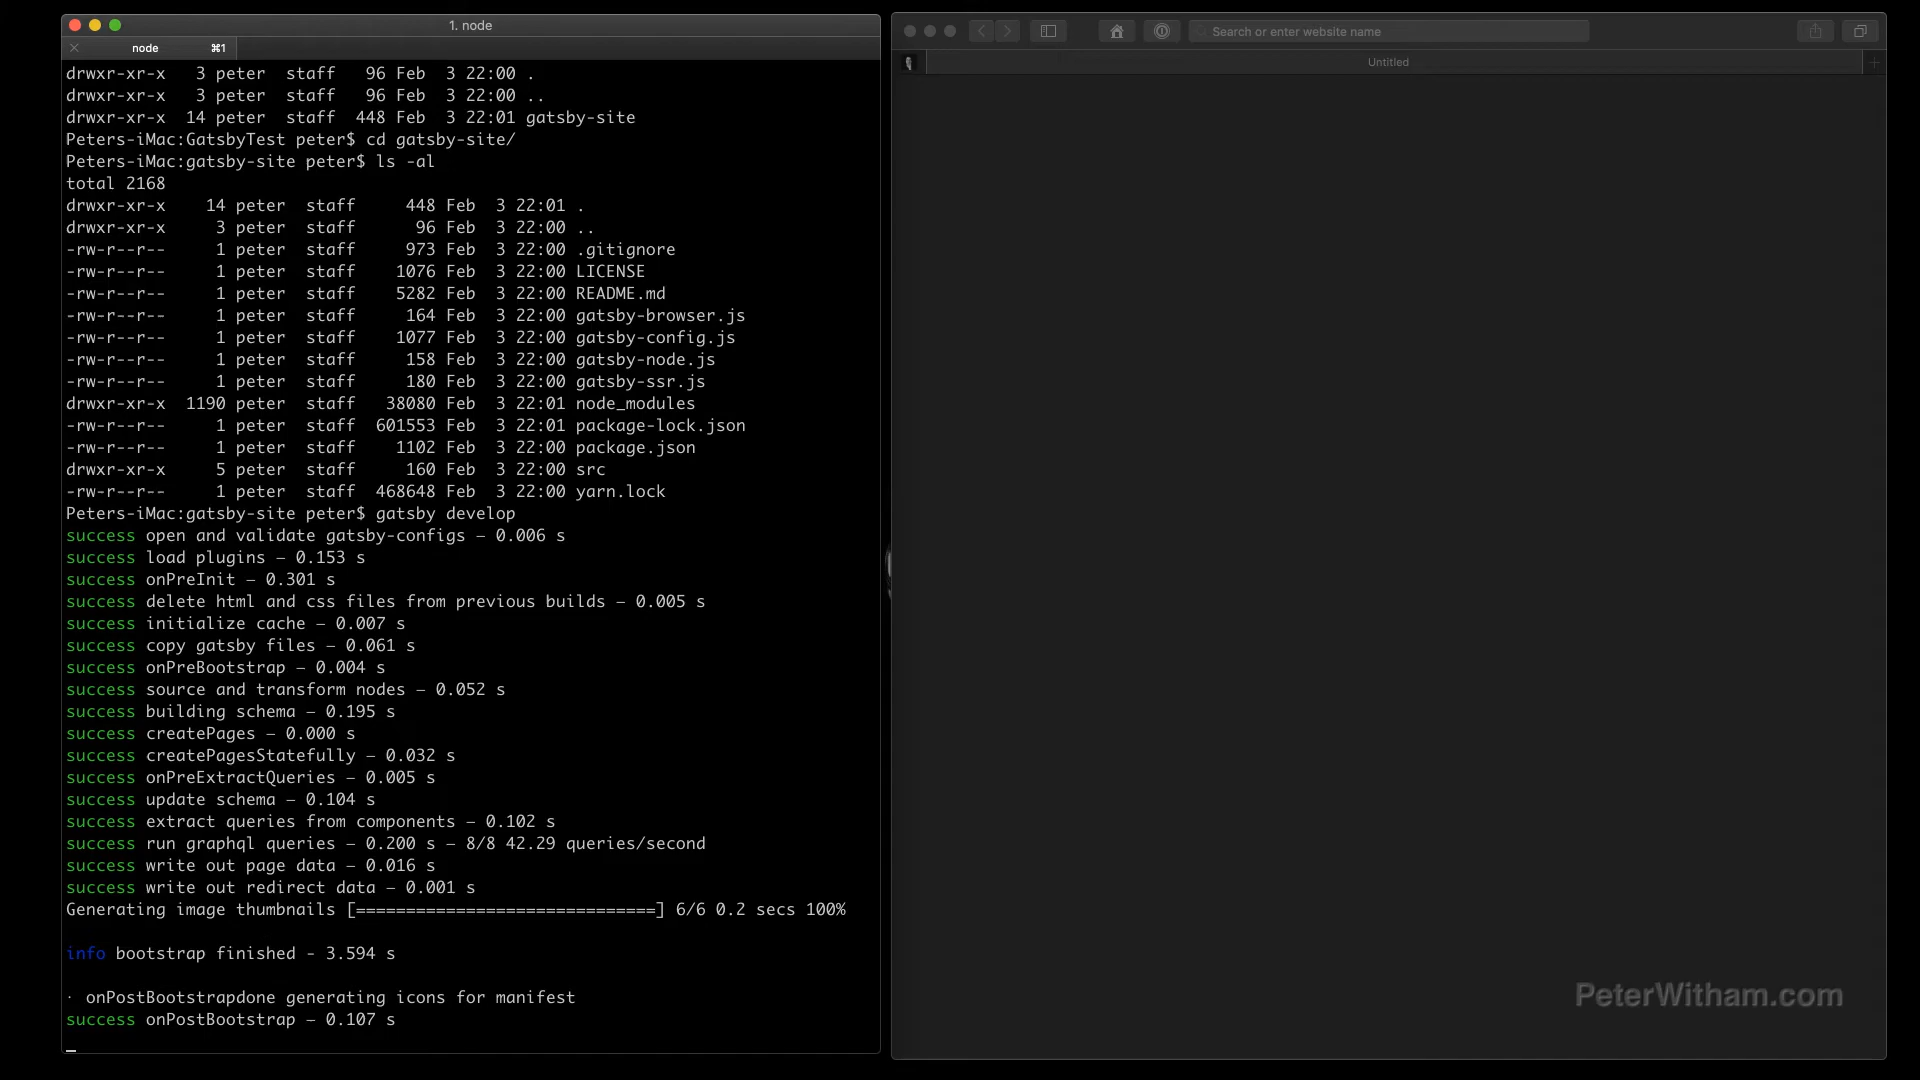 1. node
node ⌘1
drwxr-xr-x 3 peter staff 96 Feb 3 22:00 .
drwxr-xr-x 3 peter staff 96 Feb 3 22:00 ..
drwxr-xr-x 14 peter staff 448 Feb 3 22:01 gatsby-site
Peters-iMac:GatsbyTest peter$ cd gatsby-site/
Peters-iMac:gatsby-site peter$ ls -al
total 2168
drwxr-xr-x 14 peter staff 448 Feb 3 22:01 .
drwxr-xr-x 3 peter staff 96 Feb 3 22:00 ..
-rw-r--r-- 1 peter staff 973 Feb 3 22:00 .gitignore
-rw-r--r-- 1 peter staff 1076 Feb 3 22:00 LICENSE
-rw-r--r-- 1 peter staff 5282 Feb 3 22:00 README.md
-rw-r--r-- 1 peter staff 164 Feb 3 22:00 gatsby-browser.js
-rw-r--r-- 1 peter staff 1077 Feb 3 22:00 gatsby-config.js
-rw-r--r-- 1 peter staff 158 Feb 3 22:00 gatsby-node.js
-rw-r--r-- 1 peter staff 180 Feb 3 22:00 gatsby-ssr.js
drwxr-xr-x 1190 peter staff 38080 Feb 3 22:01 node_modules
-rw-r--r-- 1 peter staff 601553 Feb 3 22:01 package-lock.json
-rw-r--r-- 1 peter staff 1102 Feb 3 22:00 package.json
drwxr-xr-x 5 peter staff 160 Feb 3 22:00 src
-rw-r--r-- 1 peter staff 468648 Feb 3 22:00 yarn.lock
Peters-iMac:gatsby-site peter$ gatsby develop
success open and validate gatsby-configs — 0.006 s
success load plugins — 0.153 s
success onPreInit — 0.301 s
success delete html and css files from previous builds — 0.005 s
success initialize cache — 0.007 s
success copy gatsby files — 0.061 s
success onPreBootstrap — 0.004 s
success source and transform nodes — 0.052 s
success building schema — 0.195 s
success createPages — 0.000 s
success createPagesStatefully — 0.032 s
success onPreExtractQueries — 0.005 s
success update schema — 0.104 s
success extract queries from components — 0.102 s
success run graphql queries — 0.200 s — 8/8 42.29 queries/second
success write out page data — 0.016 s
success write out redirect data — 0.001 s
Generating image thumbnails [==============================] 6/6 0.2 secs 100%
info bootstrap finished - 3.594 s
· onPostBootstrapdone generating icons for manifest
success onPostBootstrap — 0.107 s
Search or enter website name
Untitled
PeterWitham.com